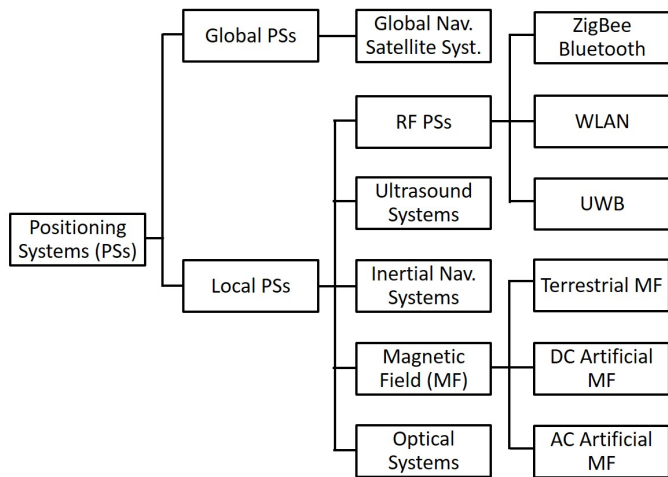 Global PSs
Global Nav.
Satellite Syst.
ZigBee
Bluetooth
RF PSs
WLAN
Ultrasound
Systems
UWB
Positioning
Systems (PSs)
Local PSs
Inertial Nav.
Systems
Terrestrial MF
Magnetic
Field (MF)
DC Artificial
MF
Optical
Systems
AC Artificial
MF